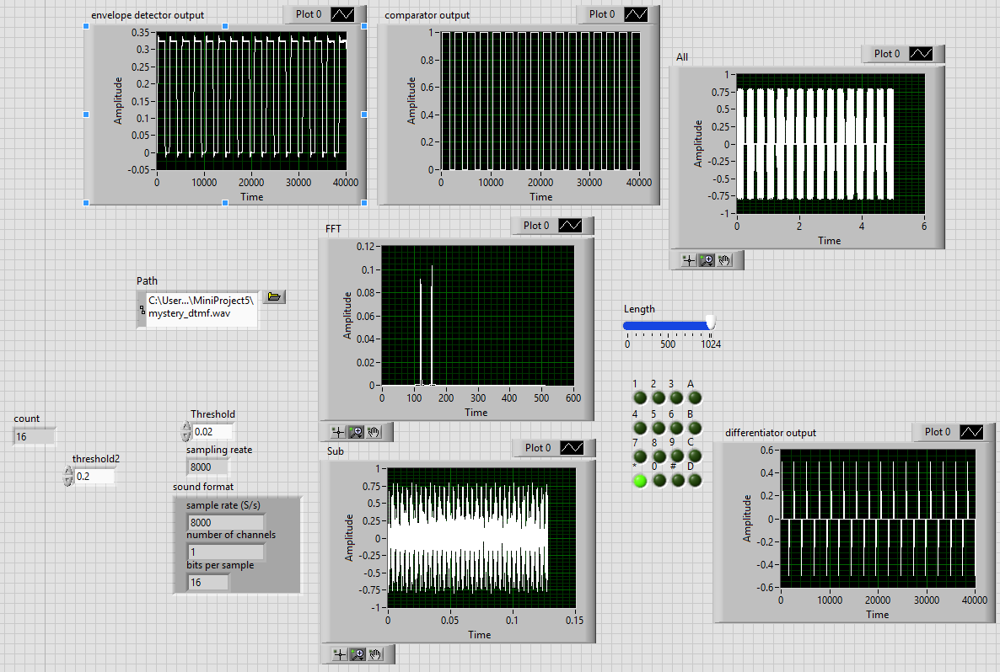 envelope detector output
Plot 0
0.35
0.3
0.25
0.2
0.15
0.1
0.05
0
-0.05
Amplitude
0 10000 20000 30000 40000
Time
comparator output
Plot 0
1
0.8
0.6
0.4
0.2
0
Amplitude
0 10000 20000 30000 40000
Time
All
Plot 0
1
0.75
0.5
0.25
0
-0.25
-0.5
-0.75
-1
Amplitude
0 2 4 6
Time
FFT
Plot 0
0.12
0.1
0.08
0.06
0.04
0.02
0
Amplitude
0 100 200 300 400 500 600
Time
Path
C:\User...\MiniProject5\
mystery_dtmf.wav
Length
0 500 1024
1 2 3 A
4 5 6 B
7 8 9 C
* 0 # D
count
16
threshold2
0.2
Threshold
0.02
sampling reate
8000
sound format
sample rate (S/s)
8000
number of channels
1
bits per sample
16
Sub
Plot 0
1
0.75
0.5
0.25
0
-0.25
-0.5
-0.75
-1
Amplitude
0 0.05 0.1 0.15
Time
differentiator output
Plot 0
0.6
0.4
0.2
0
-0.2
-0.4
-0.6
Amplitude
0 10000 20000 30000 40000
Time